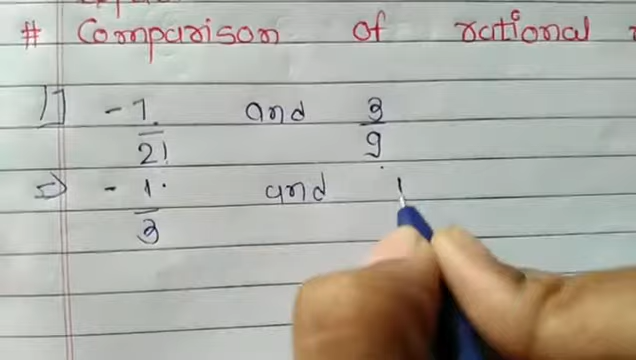 # Comparison of rational
1] -7/21 and 3/9
⇒ -1/3 and 1